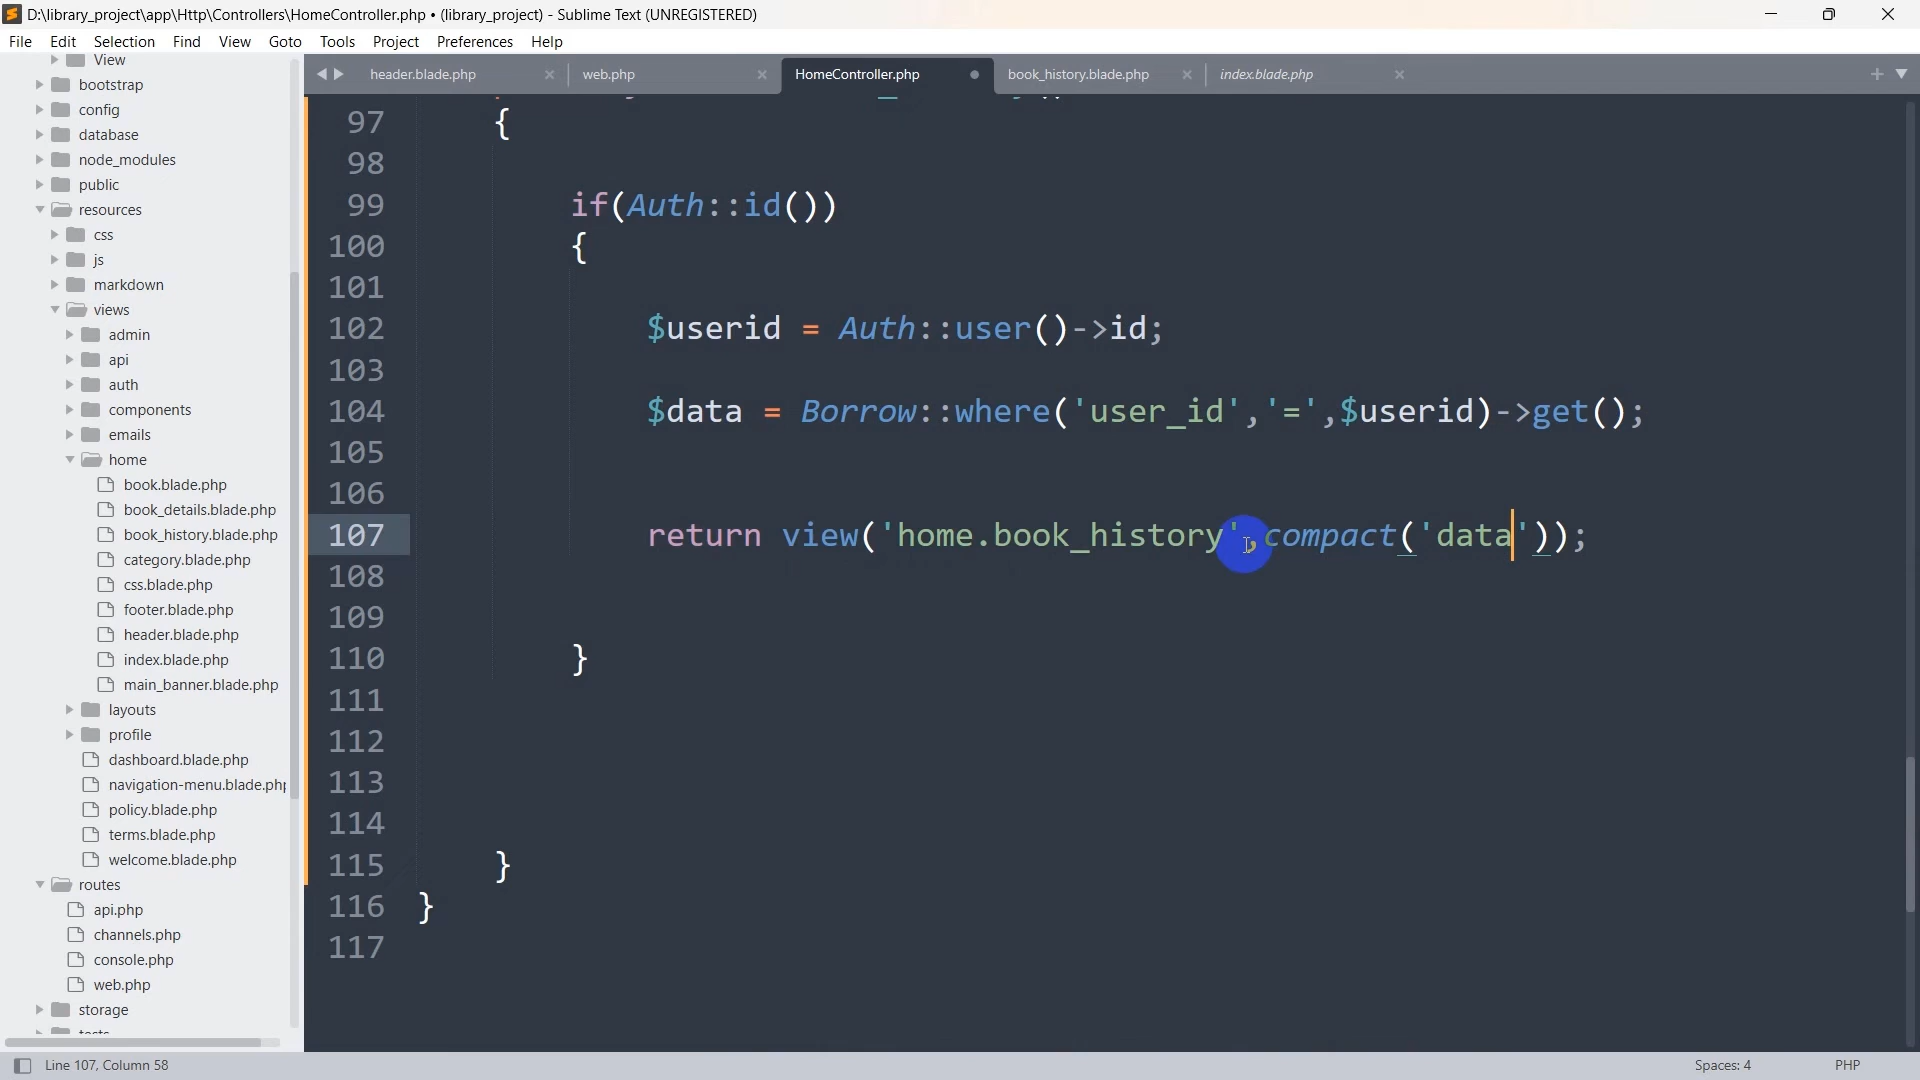 D:\library_project\app\Http\Controllers\HomeController.php • (library_project) - Sublime Text (UNREGISTERED)
File Edit Selection Find View Goto Tools Project Preferences Help
header.blade.php web.php HomeController.php book_history.blade.php index.blade.php
View
bootstrap
config
database
node_modules
public
resources
css
js
markdown
views
admin
api
auth
components
emails
home
book.blade.php
book_details.blade.php
book_history.blade.php
category.blade.php
css.blade.php
footer.blade.php
header.blade.php
index.blade.php
main_banner.blade.php
layouts
profile
dashboard.blade.php
navigation-menu.blade.php
policy.blade.php
terms.blade.php
welcome.blade.php
routes
api.php
channels.php
console.php
web.php
storage
tests
97 {
98
99 if(Auth::id())
100 {
101
102 $userid = Auth::user()->id;
103
104 $data = Borrow::where('user_id','=',$userid)->get();
105
106
107 return view('home.book_history',compact('data'));
108
109
110 }
111
112
113
114
115 }
116 }
117
Line 107, Column 58 Spaces: 4 PHP